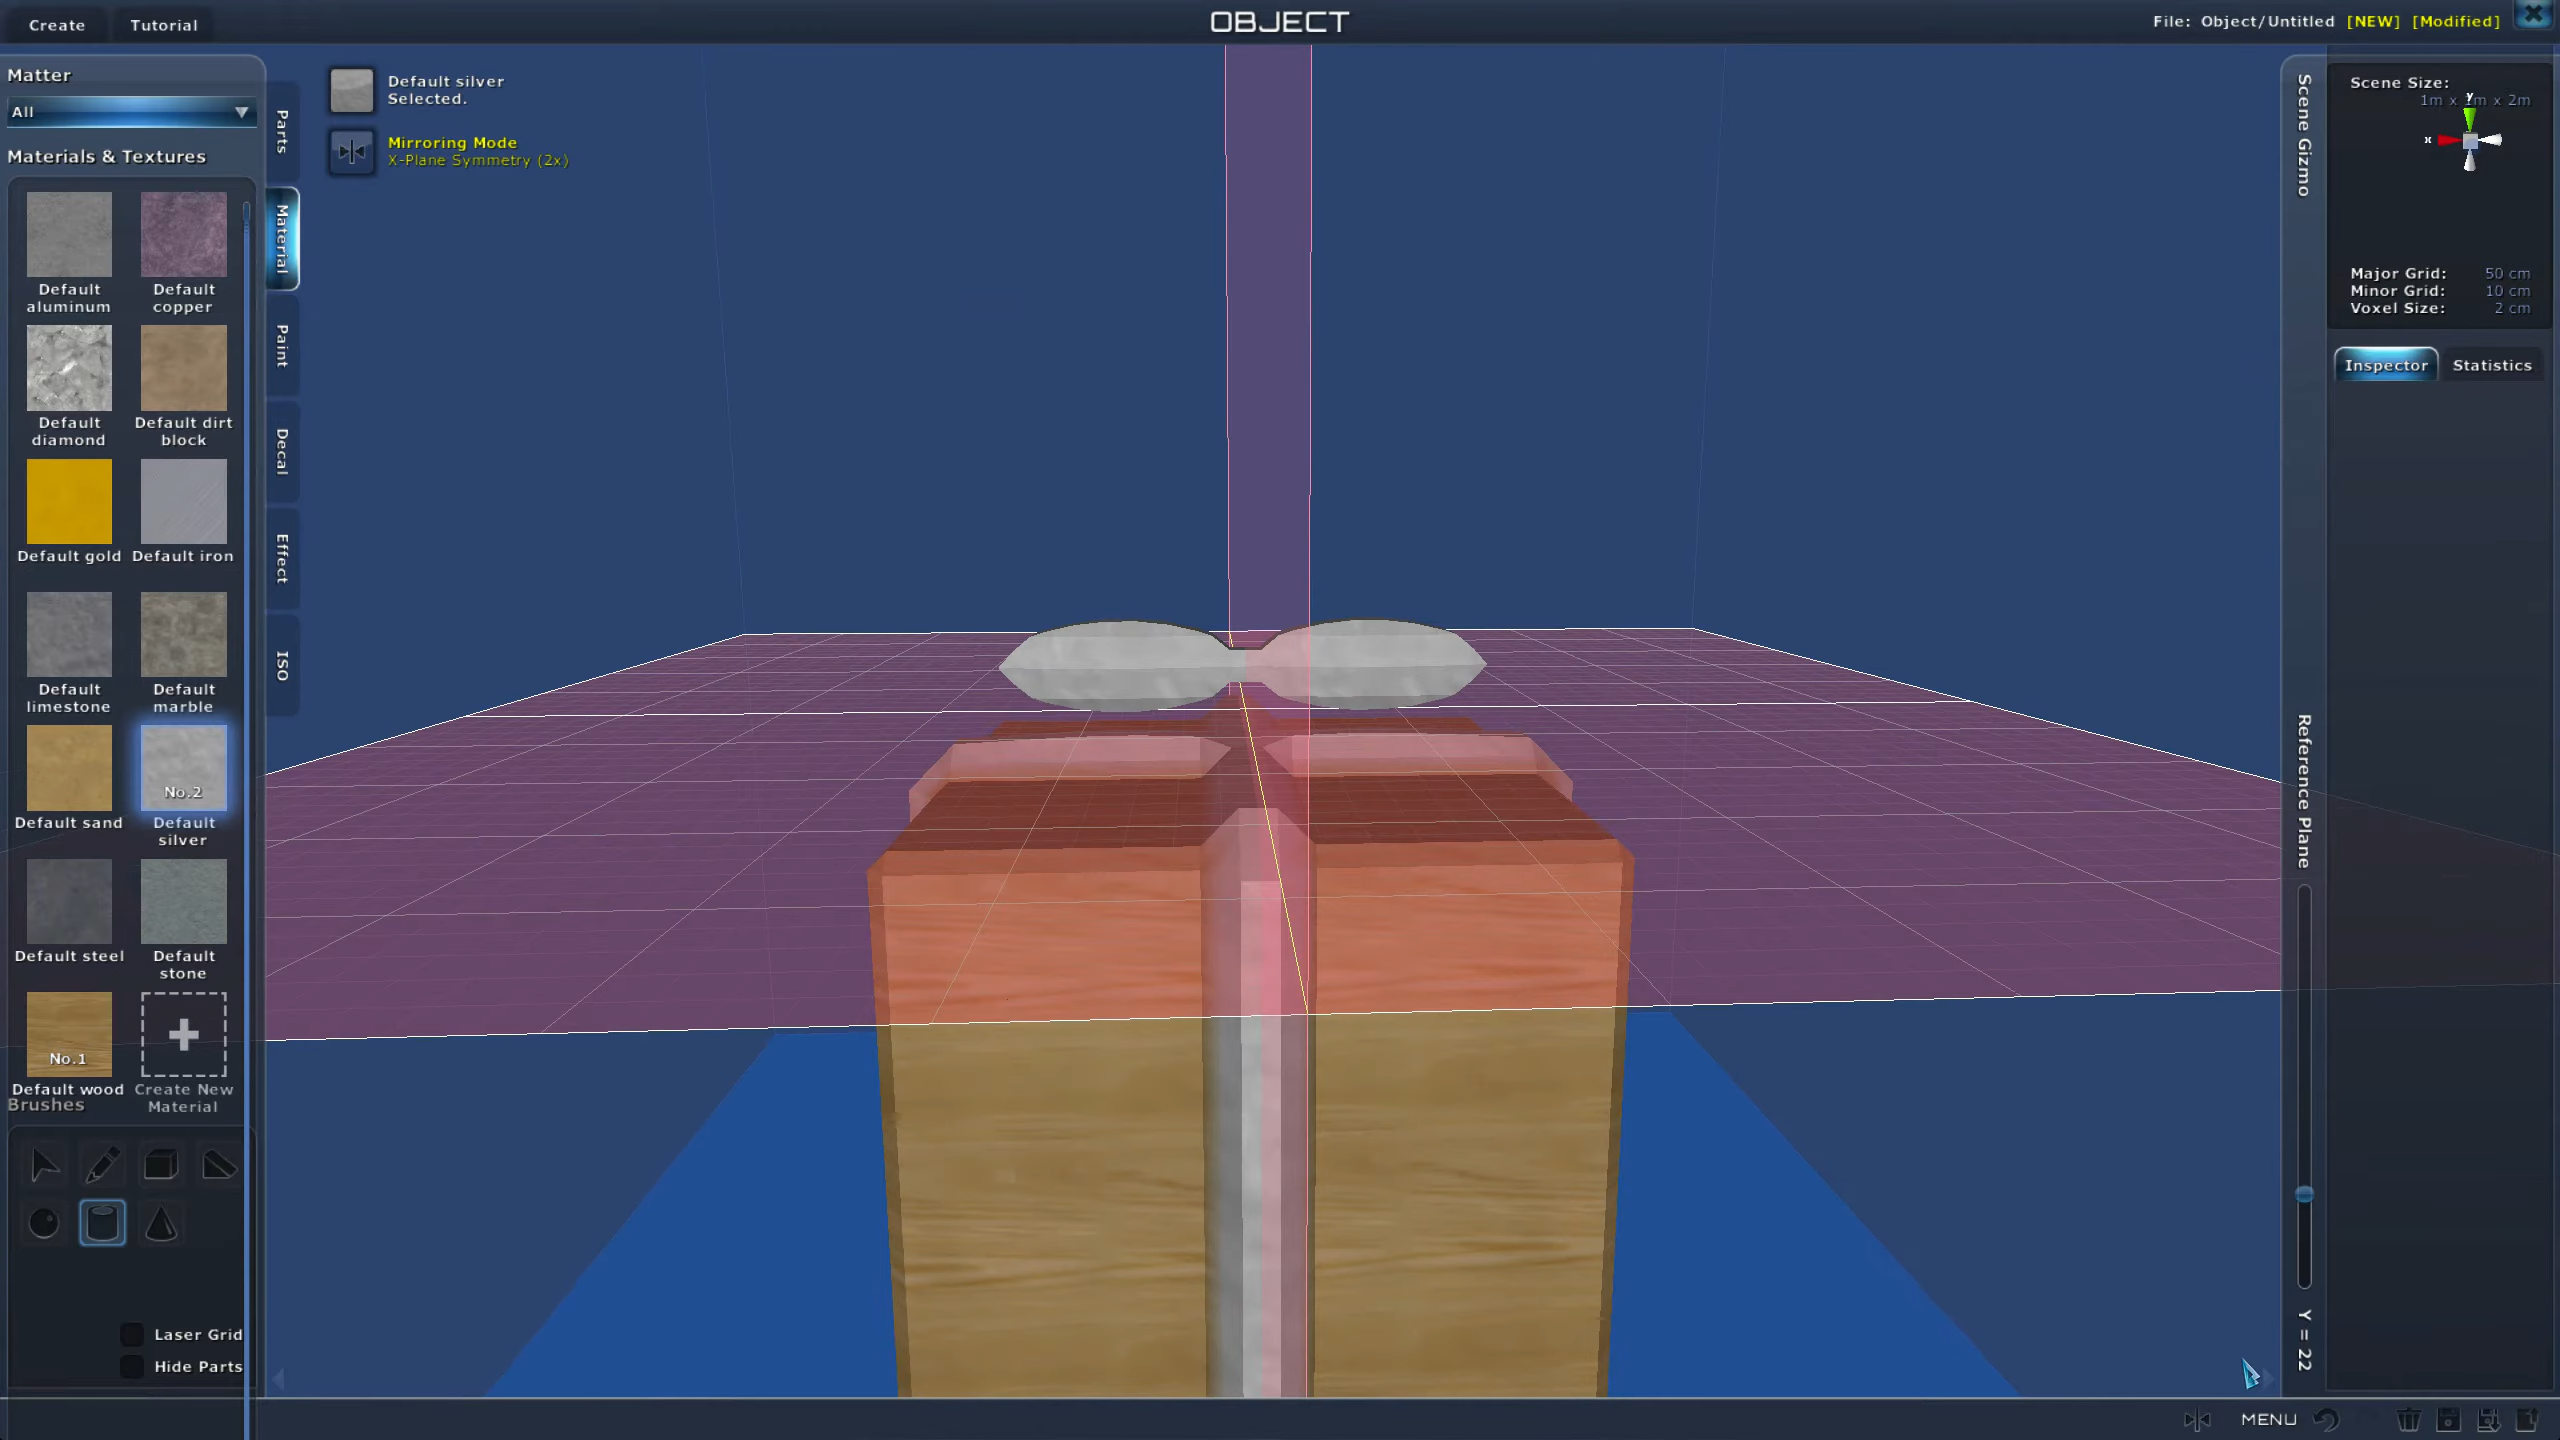 Create
Tutorial
OBJECT
File: Object/Untitled [NEW] [Modified]
Matter
All
Materials & Textures
Default aluminum
Default copper
Default diamond
Default dirt block
Default gold
Default iron
Default limestone
Default marble
Default sand
No.2
Default silver
Default steel
Default stone
No.1
Default wood
Create New Material
Brushes
Laser Grid
Hide Parts
Parts
Material
Paint
Decal
Effect
ISO
Default silver
Selected.
Mirroring Mode
X-Plane Symmetry (2x)
Scene Gizmo
Reference Plane
Y = 22
Scene Size:
y
x
Major Grid: 50 cm
Minor Grid: 10 cm
Voxel Size: 2 cm
Inspector
Statistics
MENU